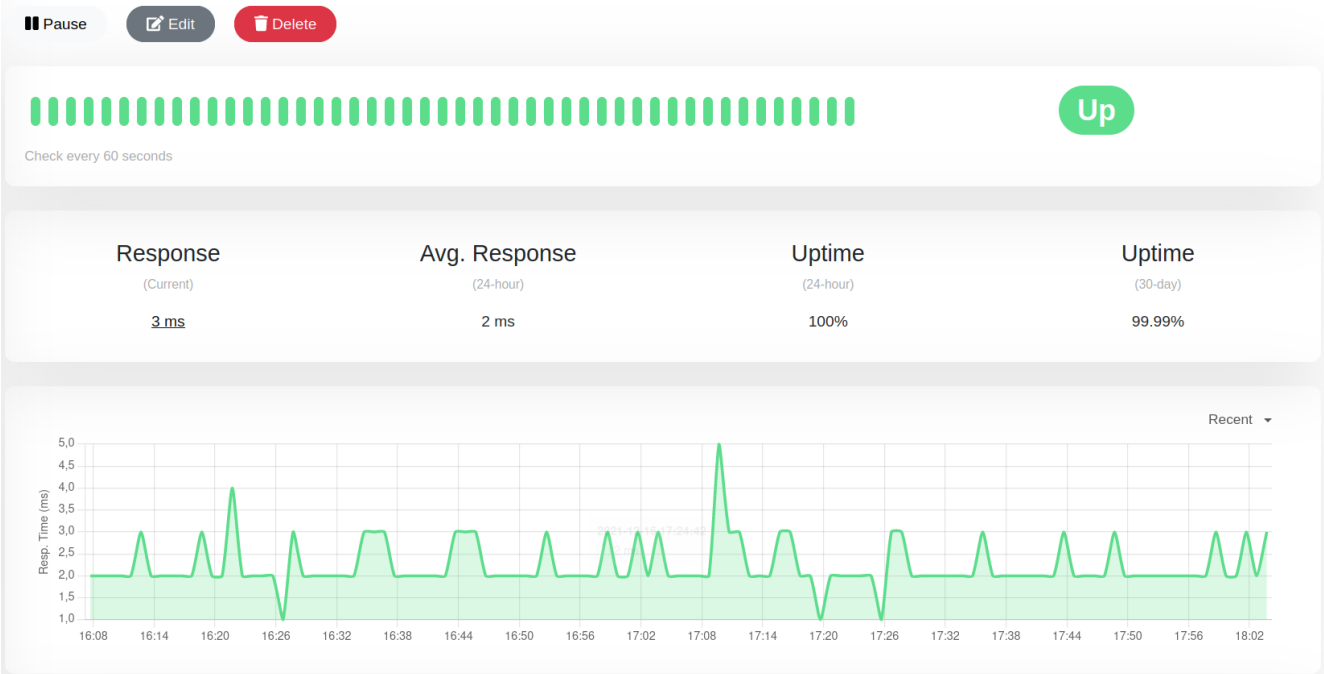 Pause Edit Delete
Up
Check every 60 seconds
Response Avg. Response Uptime Uptime
(Current) (24-hour) (24-hour) (30-day)
3 ms 2 ms 100% 99.99%
Recent
5,0
4,5
4,0
3,5
3,0
2,5
2,0
1,5
1,0
Resp. Time (ms)
16:08 16:14 16:20 16:26 16:32 16:38 16:44 16:50 16:56 17:02 17:08 17:14 17:20 17:26 17:32 17:38 17:44 17:50 17:56 18:02